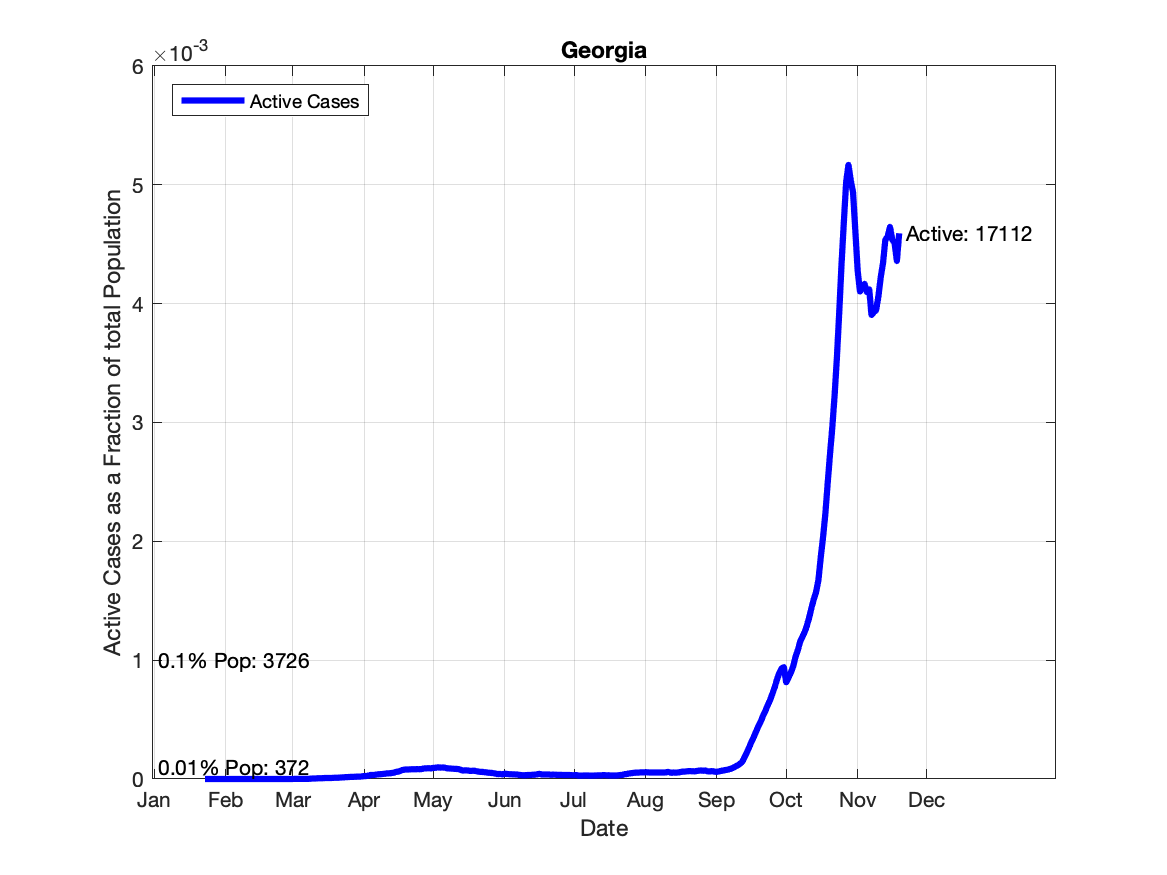 Georgia
×10-3
6
Active Cases
5
Active: 17112
4
3
2
1
0.1% Pop: 3726
0.01% Pop: 372
0
Jan Feb Mar Apr May Jun Jul Aug Sep Oct Nov Dec
Date
Active Cases as a Fraction of total Population